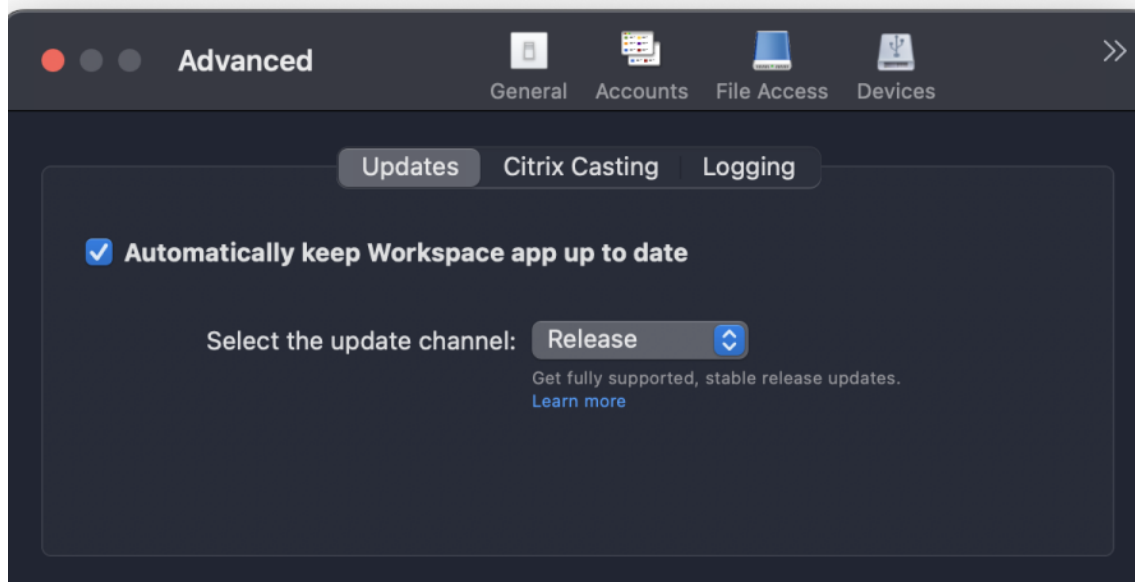 Advanced
General Accounts File Access Devices
Updates Citrix Casting Logging
Automatically keep Workspace app up to date
Select the update channel: Release
Get fully supported, stable release updates.
Learn more